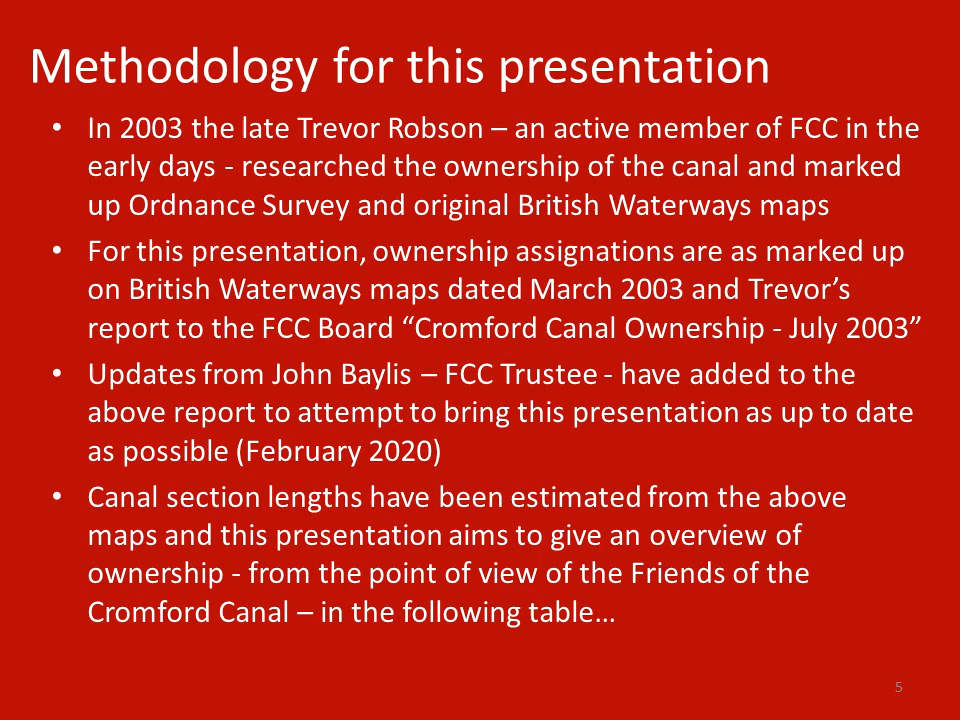 Methodology for this presentation
• In 2003 the late Trevor Robson – an active member of FCC in the
early days - researched the ownership of the canal and marked
up Ordnance Survey and original British Waterways maps
• For this presentation, ownership assignations are as marked up
on British Waterways maps dated March 2003 and Trevor’s
report to the FCC Board “Cromford Canal Ownership - July 2003”
• Updates from John Baylis – FCC Trustee - have added to the
above report to attempt to bring this presentation as up to date
as possible (February 2020)
• Canal section lengths have been estimated from the above
maps and this presentation aims to give an overview of
ownership - from the point of view of the Friends of the
Cromford Canal – in the following table…
5